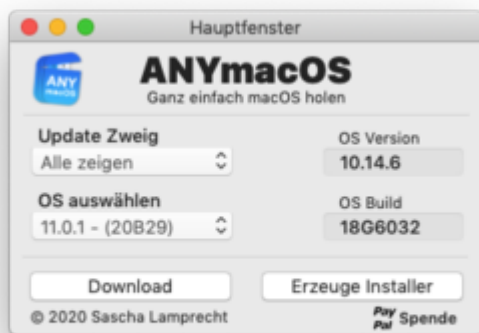 Hauptfenster
ANY
macOS
ANYmacOS
Ganz einfach macOS holen
Update Zweig
OS Version
Alle zeigen
10.14.6
OS auswählen
OS Build
11.0.1 - (20B29)
18G6032
Download
Erzeuge Installer
© 2020 Sascha Lamprecht
Pay
Pal Spende